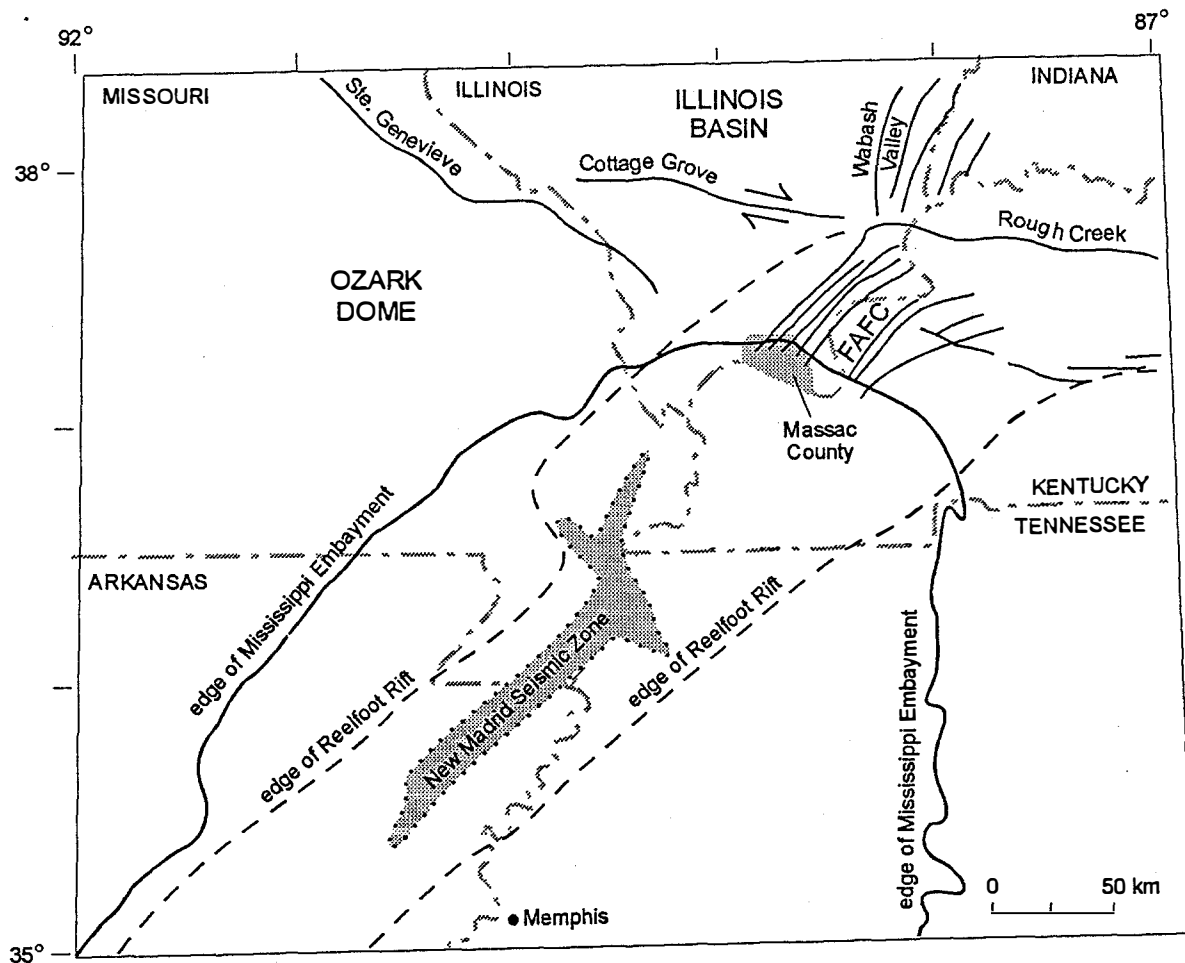 92°
87°
MISSOURI
ILLINOIS
INDIANA
ILLINOIS
BASIN
Ste. Genevieve
Wabash
Valley
38°
Cottage Grove
Rough Creek
OZARK
DOME
FAFC
Massac
County
KENTUCKY
TENNESSEE
ARKANSAS
edge of Mississippi Embayment
edge of Reelfoot Rift
New Madrid Seismic Zone
edge of Reelfoot Rift
edge of Mississippi Embayment
0 50 km
Memphis
35°